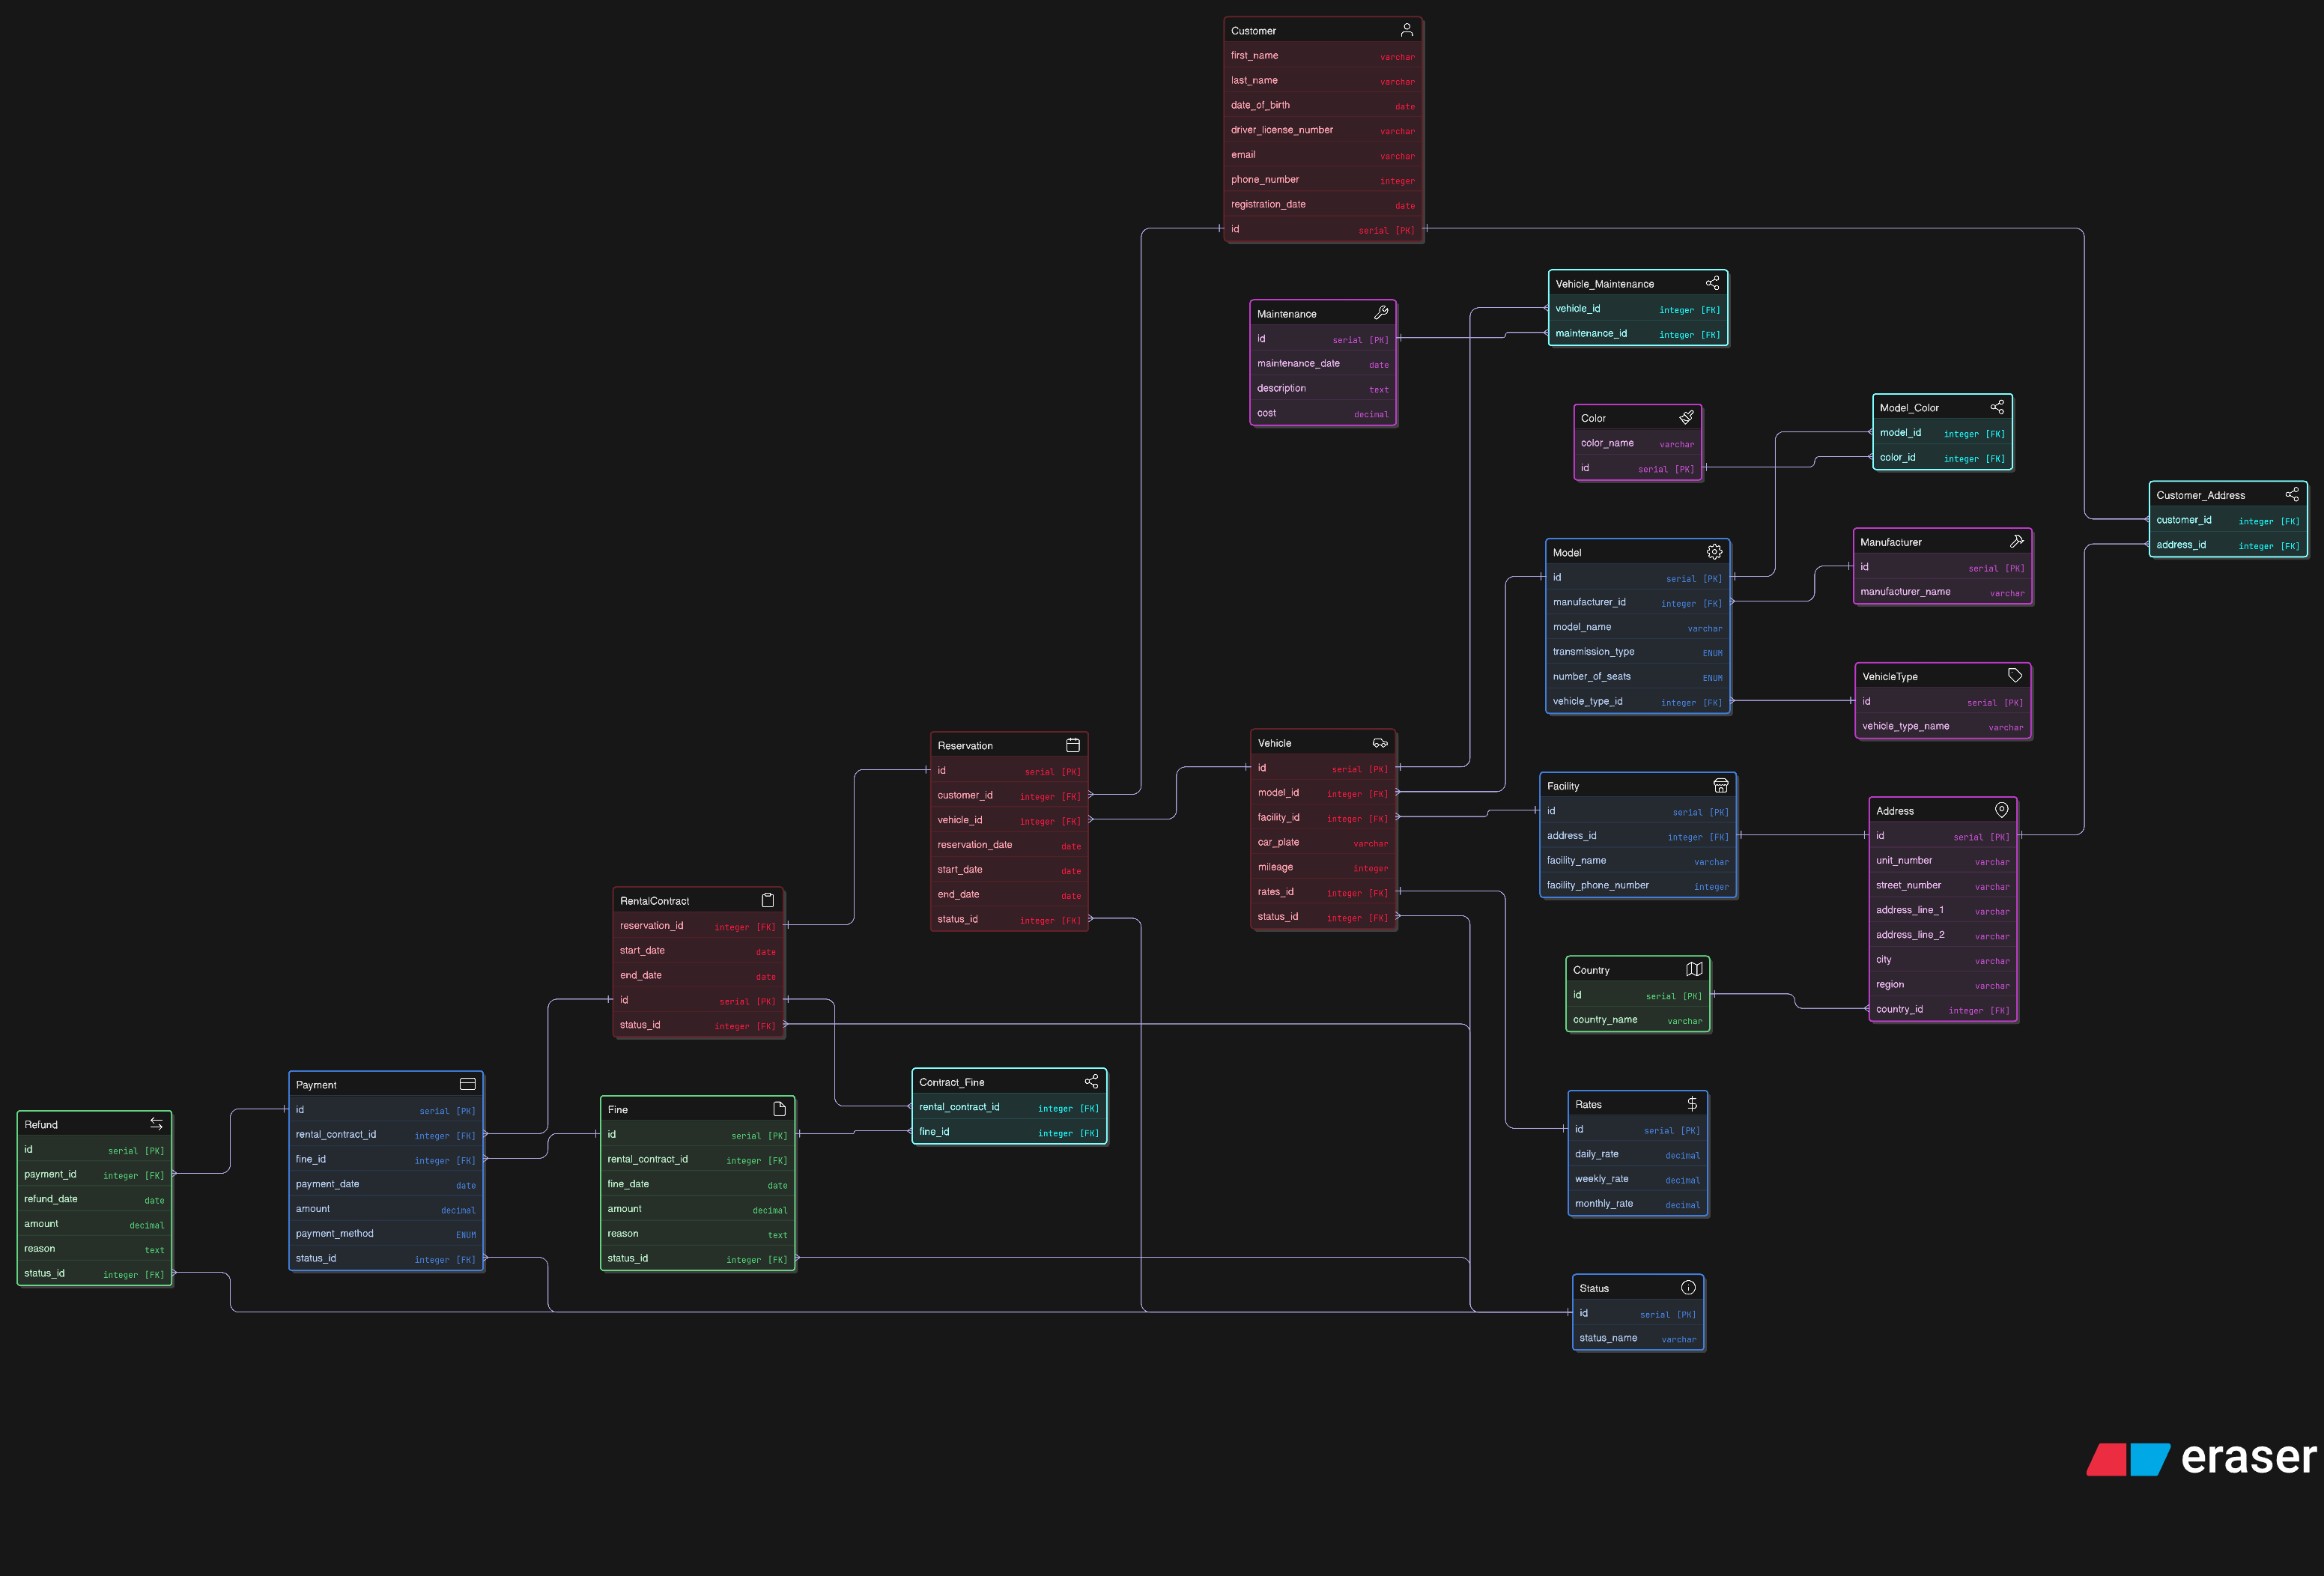 Customer
first_name varchar
last_name varchar
date_of_birth date
driver_license_number varchar
email varchar
phone_number integer
registration_date date
id serial [PK]
Vehicle_Maintenance
vehicle_id integer [FK]
maintenance_id integer [FK]
Maintenance
id serial [PK]
maintenance_date date
description text
cost decimal
Color
color_name varchar
id serial [PK]
Model_Color
model_id integer [FK]
color_id integer [FK]
Customer_Address
customer_id integer [FK]
address_id integer [FK]
Model
id serial [PK]
manufacturer_id integer [FK]
model_name varchar
transmission_type ENUM
number_of_seats ENUM
vehicle_type_id integer [FK]
Manufacturer
id serial [PK]
manufacturer_name varchar
VehicleType
id serial [PK]
vehicle_type_name varchar
Reservation
id serial [PK]
customer_id integer [FK]
vehicle_id integer [FK]
reservation_date date
start_date date
end_date date
status_id integer [FK]
Vehicle
id serial [PK]
model_id integer [FK]
facility_id integer [FK]
car_plate varchar
mileage integer
rates_id integer [FK]
status_id integer [FK]
Facility
id serial [PK]
address_id integer [FK]
facility_name varchar
facility_phone_number integer
Address
id serial [PK]
unit_number varchar
street_number varchar
address_line_1 varchar
address_line_2 varchar
city varchar
region varchar
country_id integer [FK]
RentalContract
reservation_id integer [FK]
start_date date
end_date date
id serial [PK]
status_id integer [FK]
Country
id serial [PK]
country_name varchar
Payment
id serial [PK]
rental_contract_id integer [FK]
fine_id integer [FK]
payment_date date
amount decimal
payment_method ENUM
status_id integer [FK]
Contract_Fine
rental_contract_id integer [FK]
fine_id integer [FK]
Refund
id serial [PK]
payment_id integer [FK]
refund_date date
amount decimal
reason text
status_id integer [FK]
Fine
id serial [PK]
rental_contract_id integer [FK]
fine_date date
amount decimal
reason text
status_id integer [FK]
Rates
id serial [PK]
daily_rate decimal
weekly_rate decimal
monthly_rate decimal
Status
id serial [PK]
status_name varchar
eraser